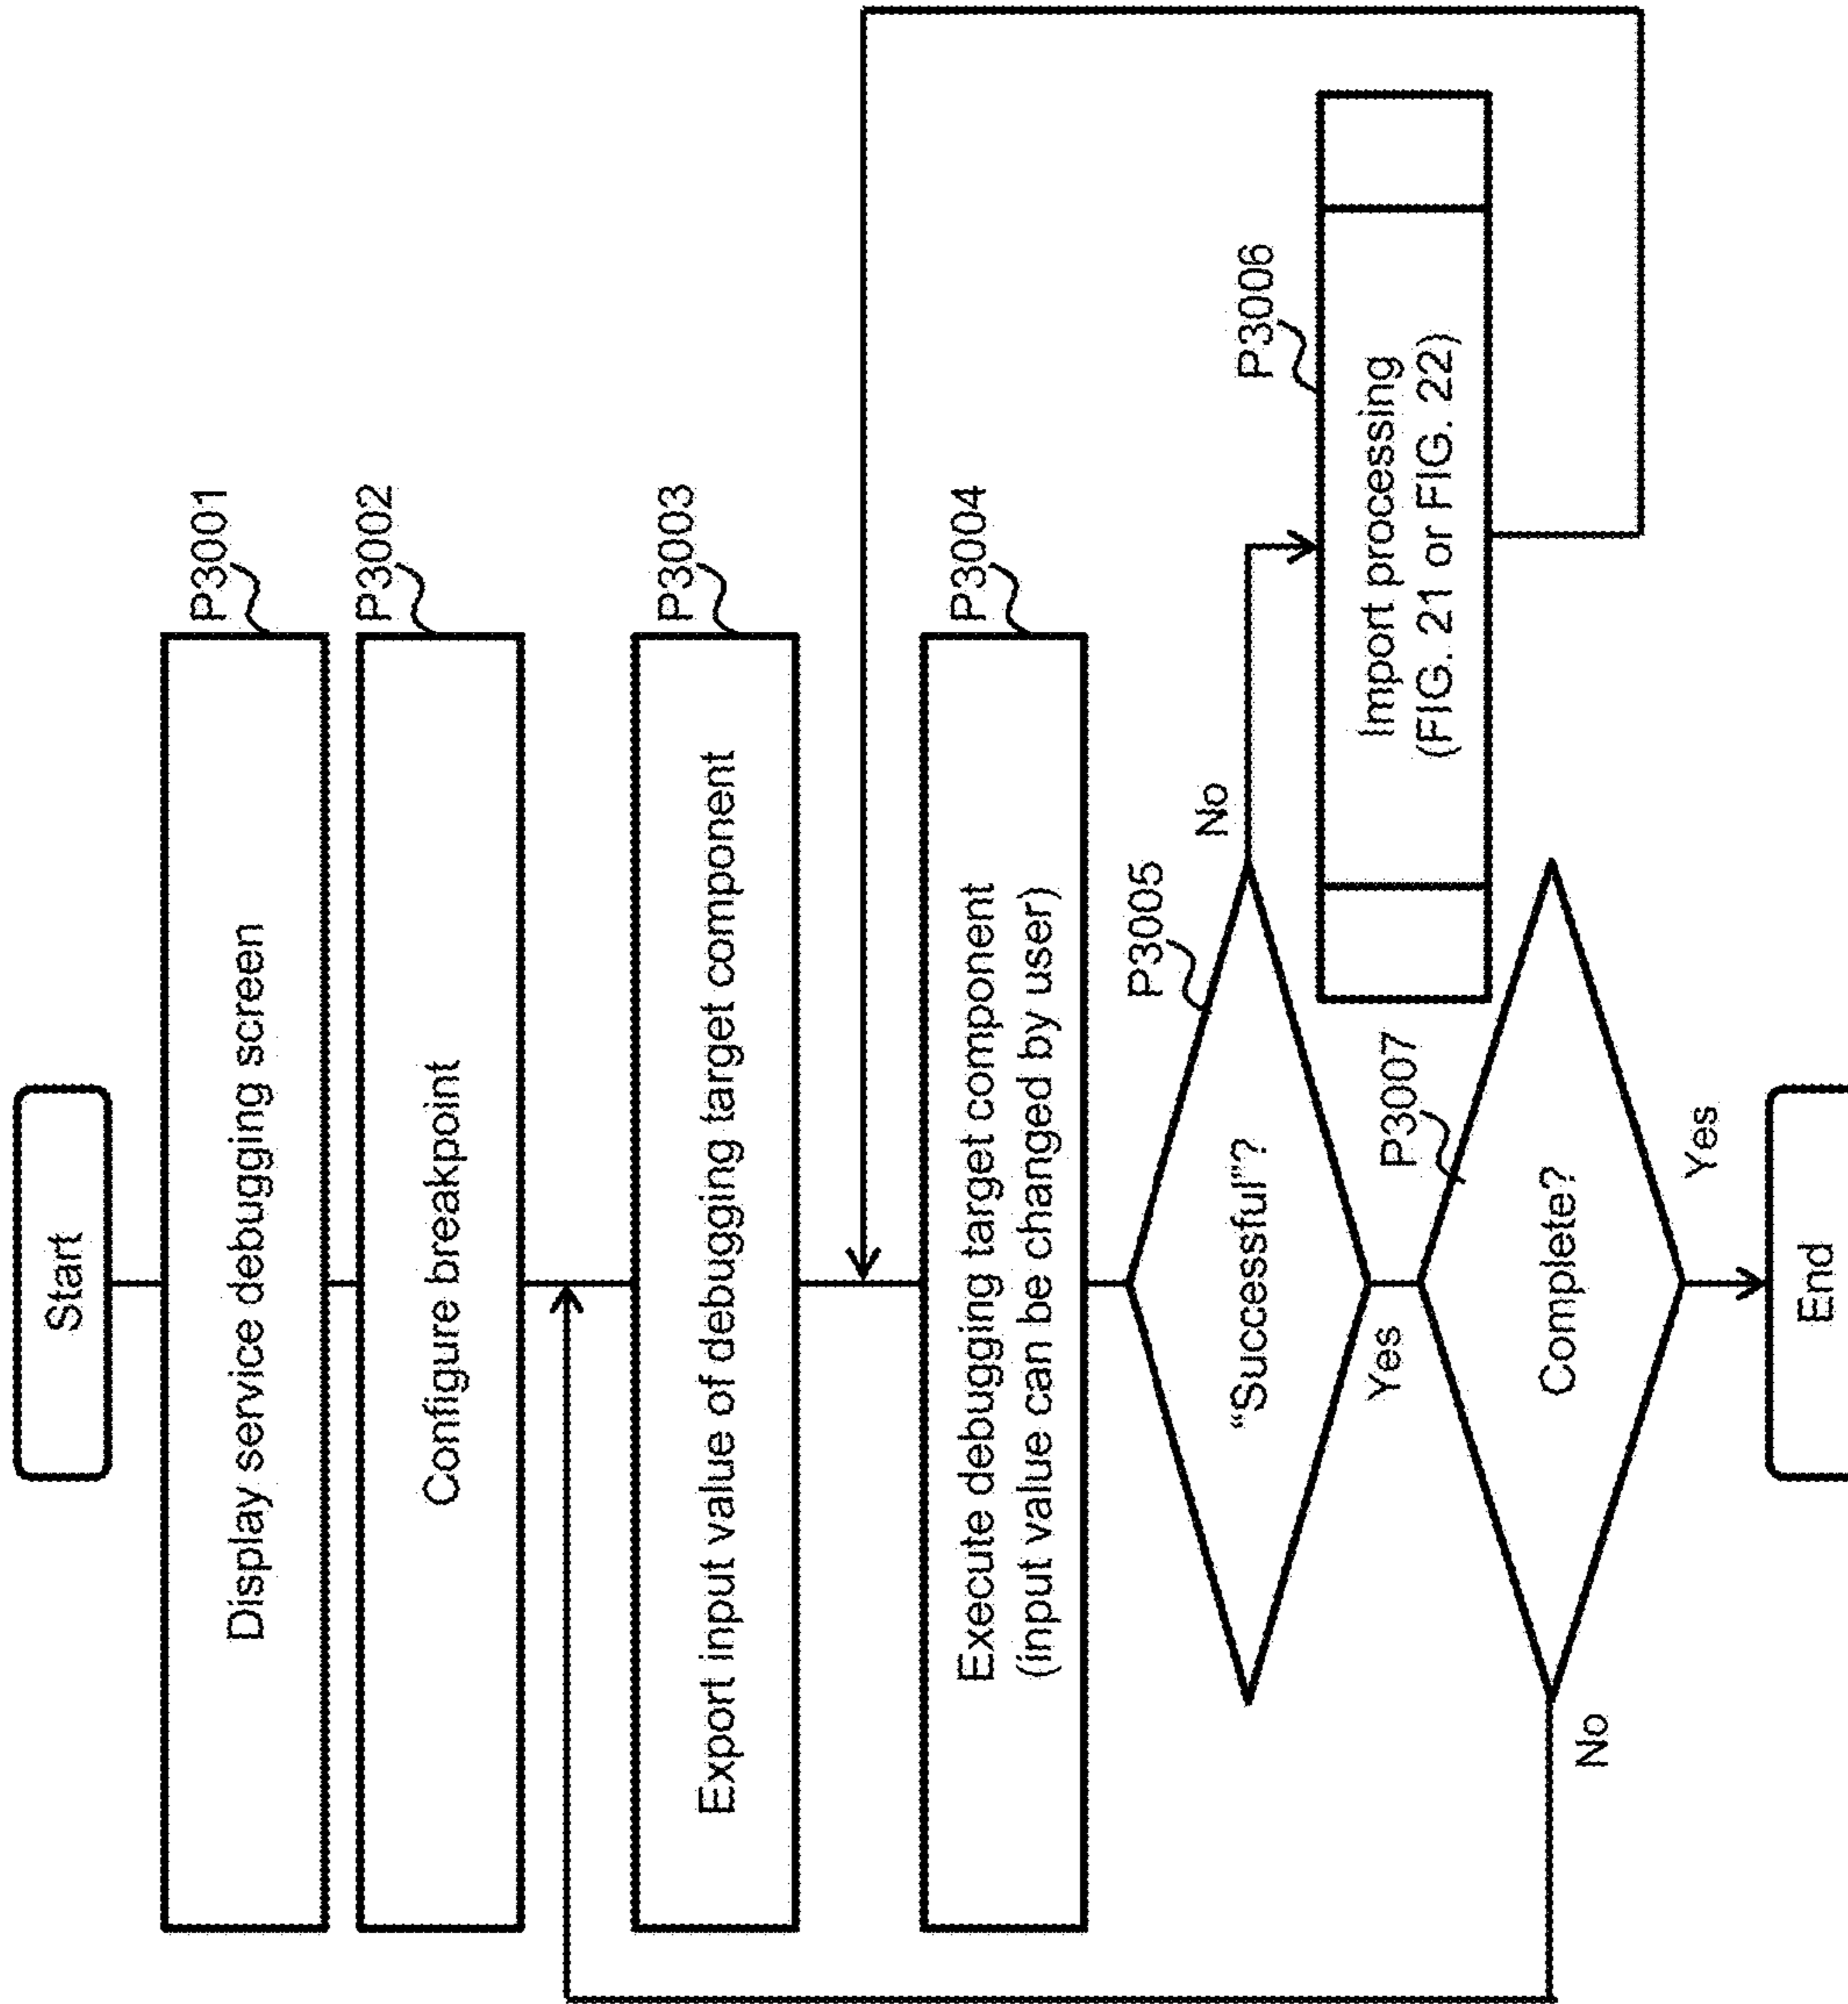 Start
P3001
Display service debugging screen
P3002
Configure breakpoint
P3003
Export input value of debugging target component
P3004
Execute debugging target component
(input value can be changed by user)
P3005
"Successful"?
No
Yes
P3006
Import processing
(FIG. 21 or FIG. 22)
P3007
Complete?
No
Yes
End